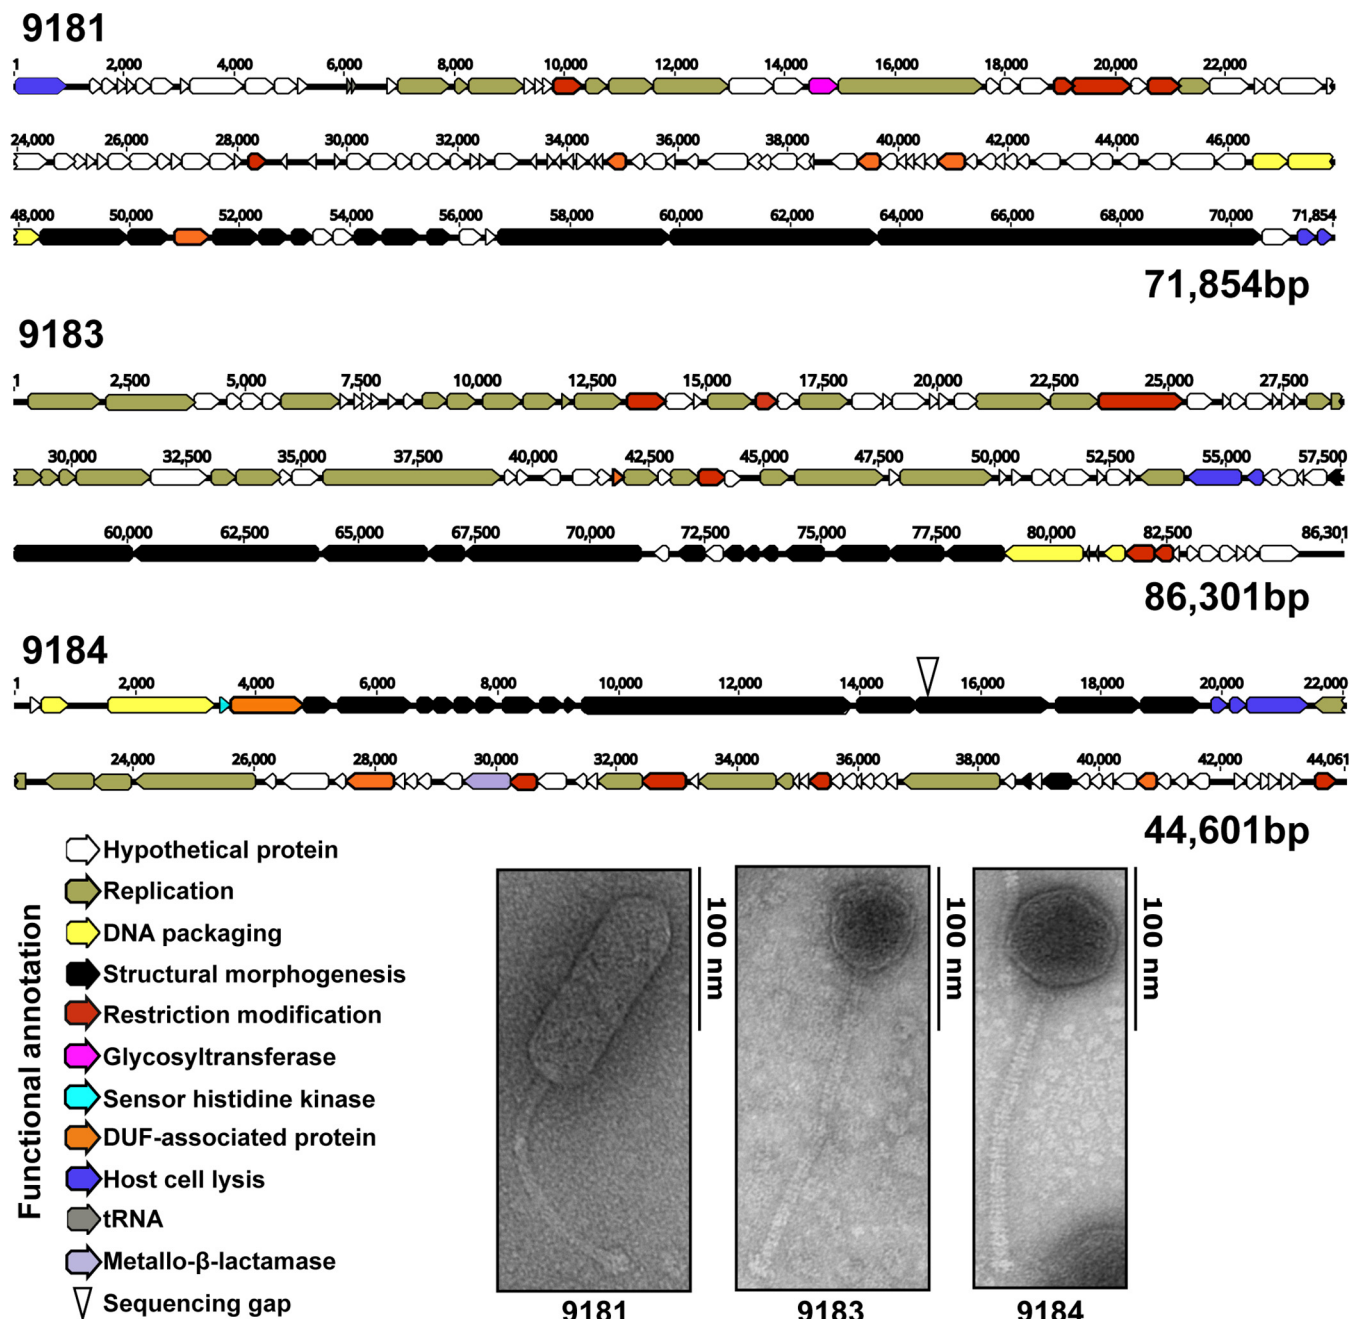 9181
1 2,000 4,000 6,000 8,000 10,000 12,000 14,000 16,000 18,000 20,000 22,000
24,000 26,000 28,000 30,000 32,000 34,000 36,000 38,000 40,000 42,000 44,000 46,000
48,000 50,000 52,000 54,000 56,000 58,000 60,000 62,000 64,000 66,000 68,000 70,000 71,854
71,854bp
9183
1 2,500 5,000 7,500 10,000 12,500 15,000 17,500 20,000 22,500 25,000 27,500
30,000 32,500 35,000 37,500 40,000 42,500 45,000 47,500 50,000 52,500 55,000 57,500
60,000 62,500 65,000 67,500 70,000 72,500 75,000 77,500 80,000 82,500 86,301
86,301bp
9184
1 2,000 4,000 6,000 8,000 10,000 12,000 14,000 16,000 18,000 20,000 22,000
24,000 26,000 28,000 30,000 32,000 34,000 36,000 38,000 40,000 42,000 44,061
44,601bp
Functional annotation
Hypothetical protein
Replication
DNA packaging
Structural morphogenesis
Restriction modification
Glycosyltransferase
Sensor histidine kinase
DUF-associated protein
Host cell lysis
tRNA
Metallo-β-lactamase
Sequencing gap
100 nm
100 nm
100 nm
9181 9183 9184